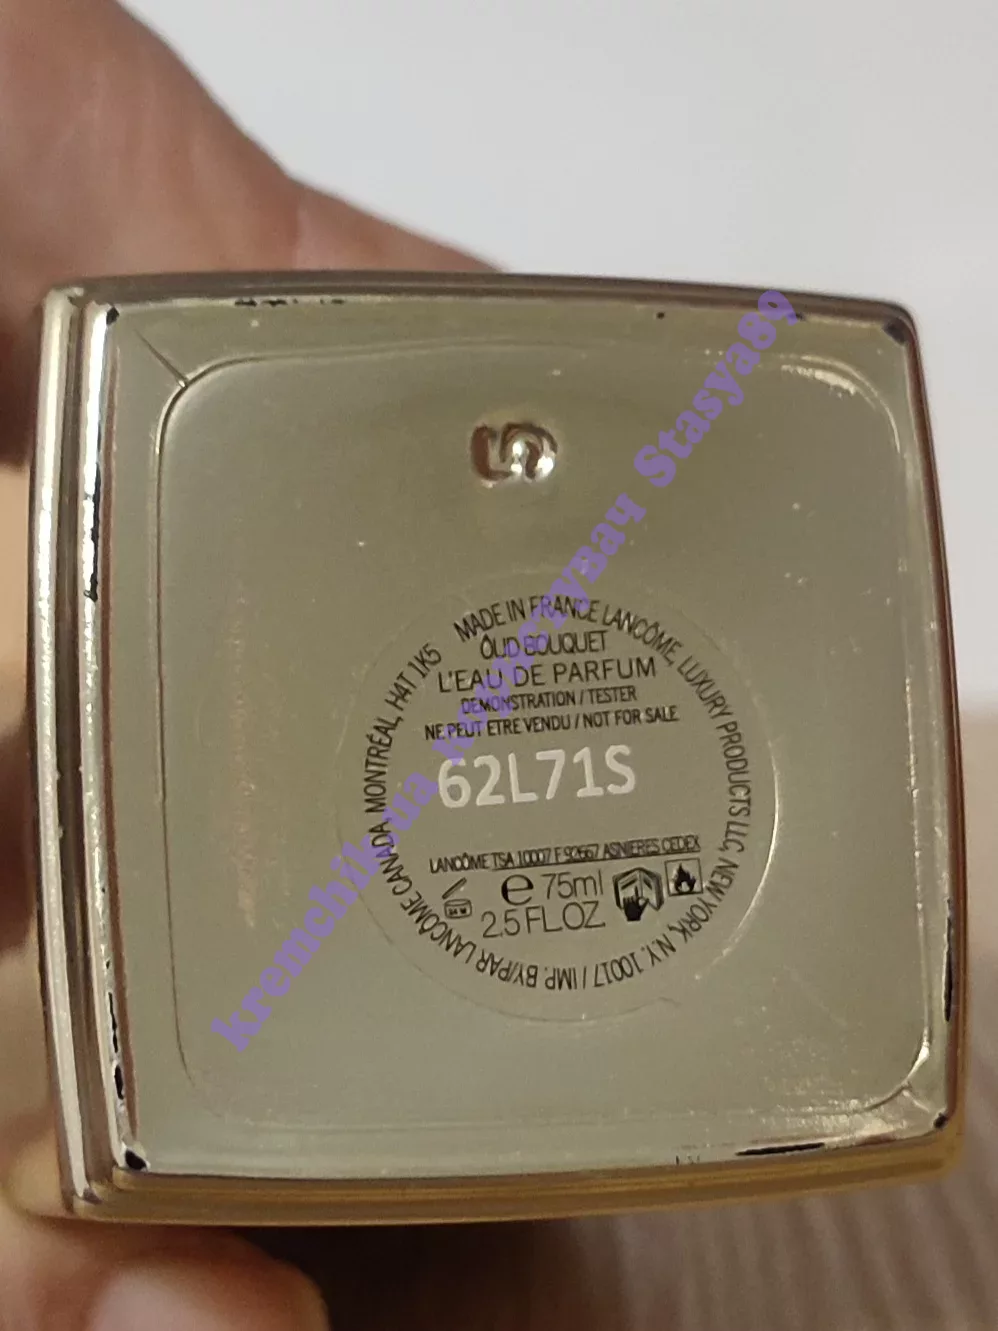 5
MADE IN FRANCE LANCÔME, LUXURY PRODUCTS LLC, NEW YORK, N.Y. 10017 / IMP. BY/PAR LANCÔME CANADA, MONTRÉAL, H4T 1K5
ÔUD BOUQUET
L'EAU DE PARFUM
DEMONSTRATION / TESTER
NE PEUT ETRE VENDU / NOT FOR SALE
62L71S
LANCÔME TSA 10007 F 92667 ASNIERES CEDEX
e 75ml
2.5 FL OZ
kremchik.ua Stasya89